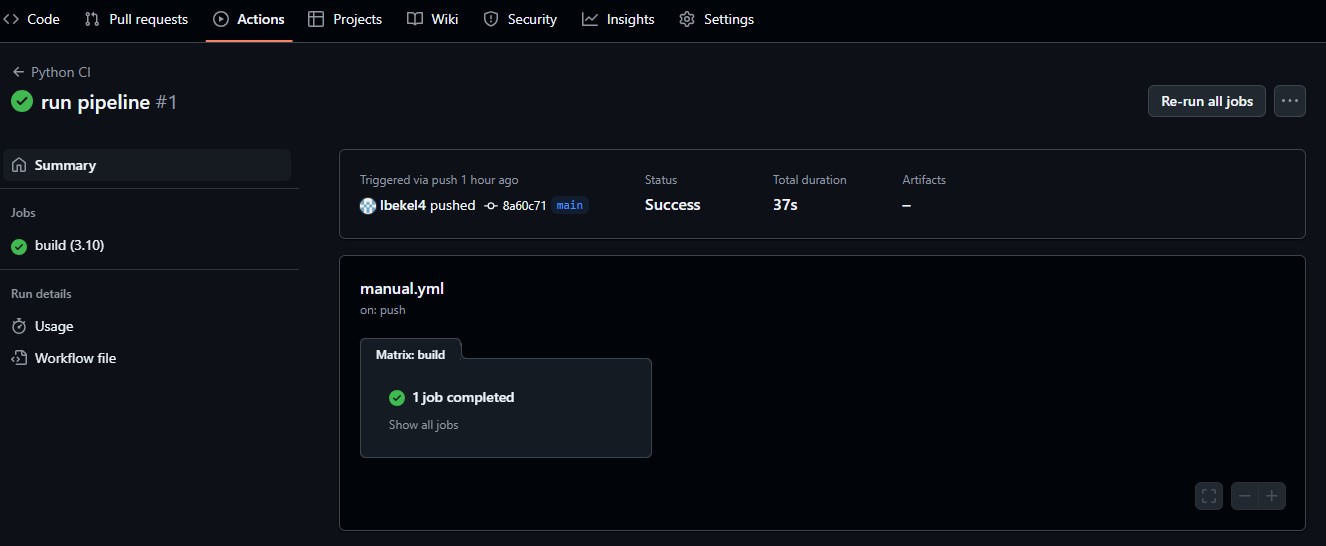 Code Pull requests Actions Projects Wiki Security Insights Settings
Python CI
run pipeline #1
Re-run all jobs
Summary
Jobs
build (3.10)
Run details
Usage
Workflow file
Triggered via push 1 hour ago
lbekel4 pushed 8a60c71 main
Status
Success
Total duration
37s
Artifacts
–
manual.yml
on: push
Matrix: build
1 job completed
Show all jobs